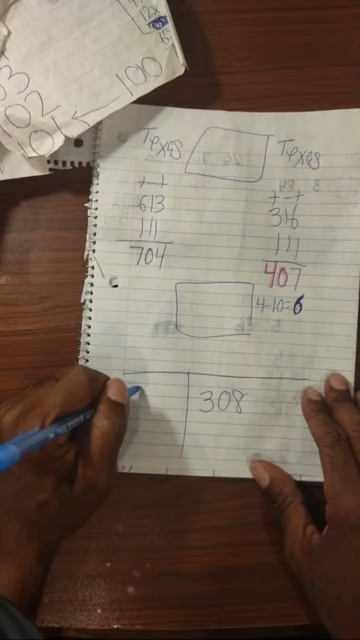 100
102
101
Texas
+ - +
613
111
704
Texas
+ - +
316
111
407
4-10=6
308